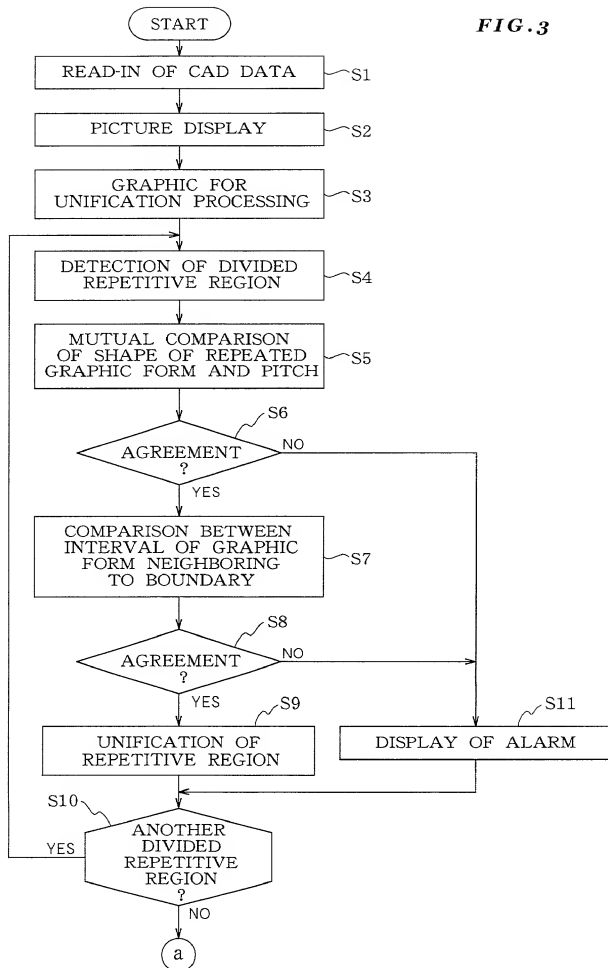 START
FIG.3
READ-IN OF CAD DATA
S1
PICTURE DISPLAY
S2
GRAPHIC FOR
UNIFICATION PROCESSING
S3
DETECTION OF DIVIDED
REPETITIVE REGION
S4
MUTUAL COMPARISON
OF SHAPE OF REPEATED
GRAPHIC FORM AND PITCH
S5
S6
AGREEMENT
?
NO
YES
COMPARISON BETWEEN
INTERVAL OF GRAPHIC
FORM NEIGHBORING
TO BOUNDARY
S7
S8
AGREEMENT
?
NO
YES
S9
UNIFICATION OF
REPETITIVE REGION
S11
DISPLAY OF ALARM
S10
ANOTHER
DIVIDED
REPETITIVE
REGION
?
YES
NO
a